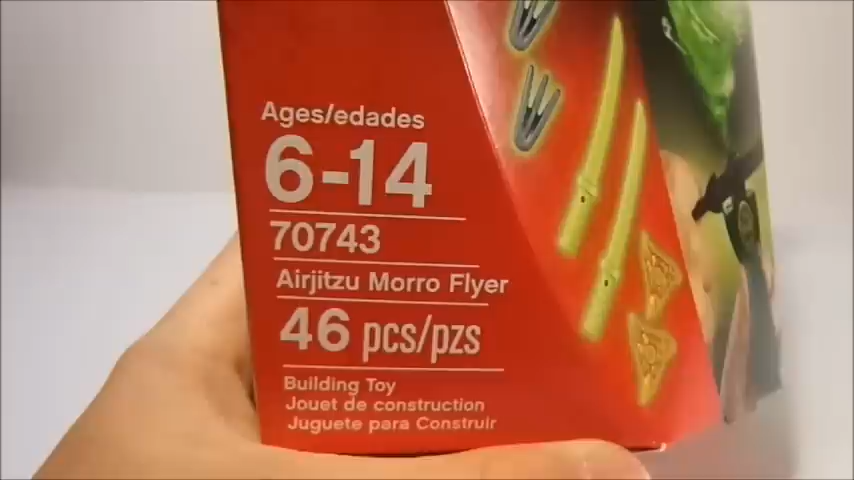 Ages/edades
6-14
70743
Airjitzu Morro Flyer
46 pcs/pzs
Building Toy
Jouet de construction
Juguete para Construir